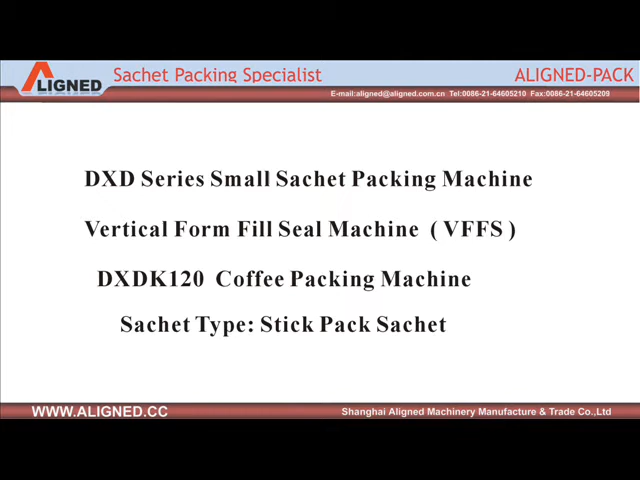 ALIGNED Sachet Packing Specialist ALIGNED-PACK
E-mail:aligned@aligned.com.cn Tel:0086-21-64605210 Fax:0086-21-64605209
DXD Series Small Sachet Packing Machine
Vertical Form Fill Seal Machine ( VFFS )
DXDK120 Coffee Packing Machine
Sachet Type: Stick Pack Sachet
WWW.ALIGNED.CC Shanghai Aligned Machinery Manufacture & Trade Co.,Ltd